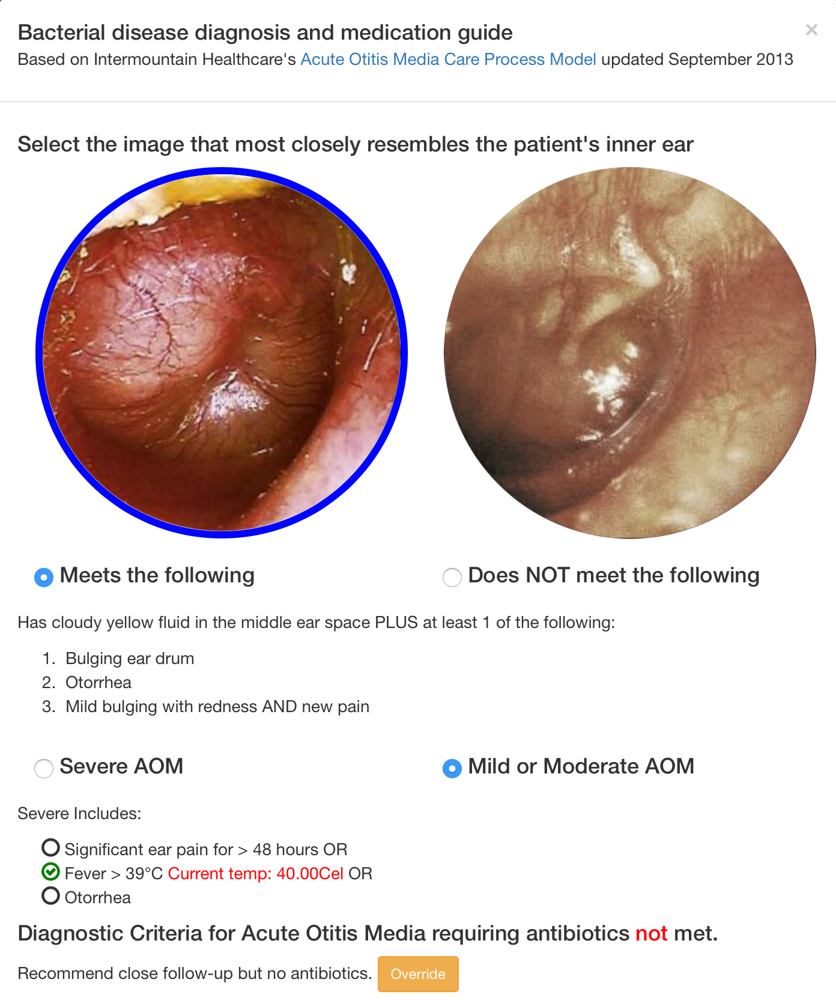 Bacterial disease diagnosis and medication guide
×
Based on Intermountain Healthcare's Acute Otitis Media Care Process Model updated September 2013
Select the image that most closely resembles the patient's inner ear
Meets the following
Does NOT meet the following
Has cloudy yellow fluid in the middle ear space PLUS at least 1 of the following:
1. Bulging ear drum
2. Otorrhea
3. Mild bulging with redness AND new pain
Severe AOM
Mild or Moderate AOM
Severe Includes:
Significant ear pain for > 48 hours OR
Fever > 39°C Current temp: 40.00Cel OR
Otorrhea
Diagnostic Criteria for Acute Otitis Media requiring antibiotics not met.
Recommend close follow-up but no antibiotics. Override